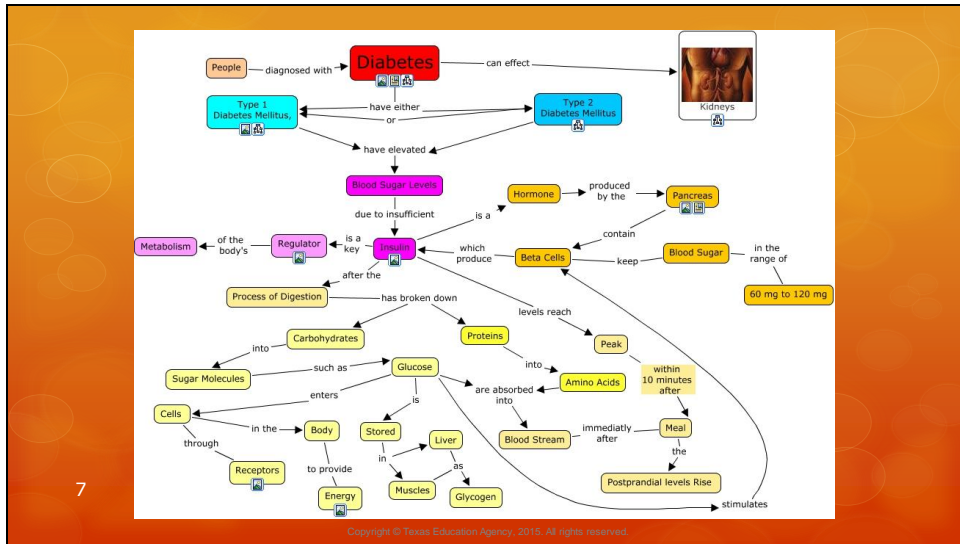 People
diagnosed with
Diabetes
can effect
Kidneys
Type 1
Diabetes Mellitus,
have either
or
Type 2
Diabetes Mellitus
have elevated
Blood Sugar Levels
due to insufficient
Hormone
produced
by the
Pancreas
is a
contain
Metabolism
of the
body's
Regulator
is a
key
Insulin
which
produce
Beta Cells
keep
Blood Sugar
in the
range of
60 mg to 120 mg
after the
Process of Digestion
has broken down
levels reach
Carbohydrates
Proteins
Peak
into
Sugar Molecules
such as
Glucose
into
are absorbed
into
Amino Acids
within
10 minutes
after
enters
Cells
in the
Body
is
Stored
Liver
Blood Stream
immediatly
after
Meal
through
Receptors
to provide
Energy
in
as
Muscles
Glycogen
the
Postprandial levels Rise
stimulates
7
Copyright © Texas Education Agency, 2015. All rights reserved.